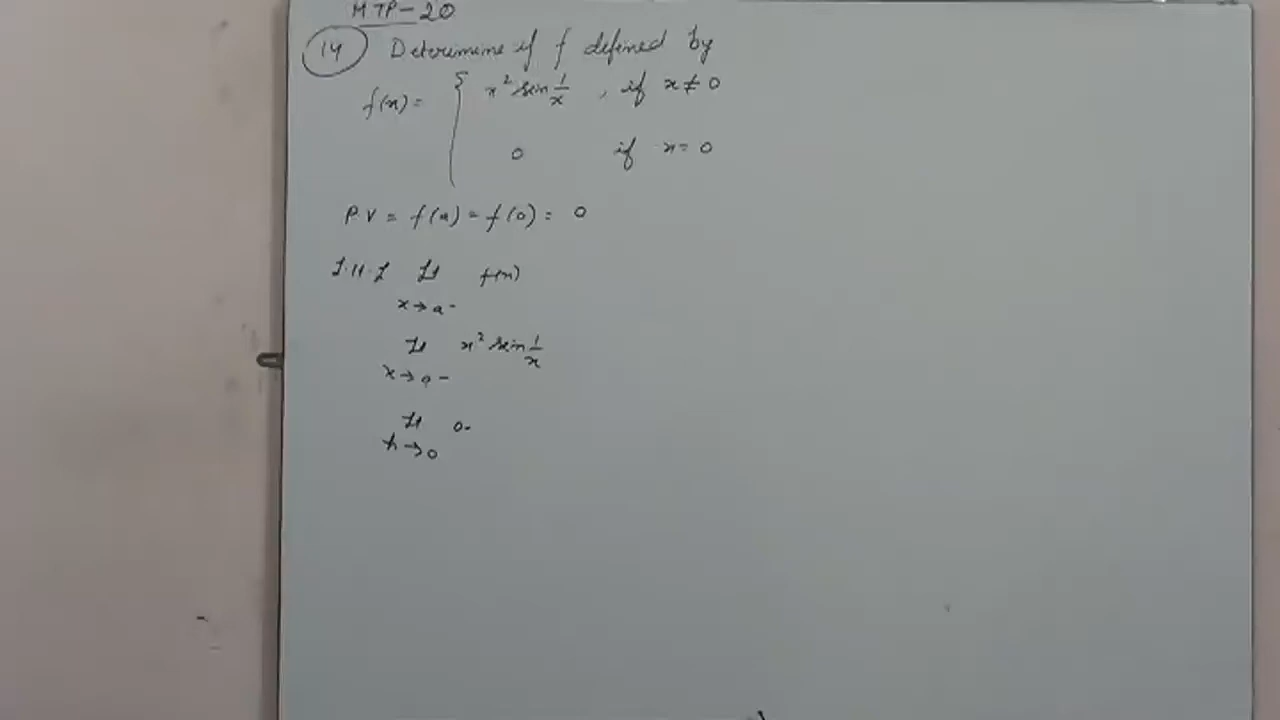 MTP-20
14 Determine if f defined by
f(x) = { x² sin 1/x , if x ≠ 0
0 if x = 0
P.V = f(a) = f(0) = 0
L.H.L Lt f(x)
x → a-
Lt x² sin 1/x
x → a-
Lt 0-
h → 0